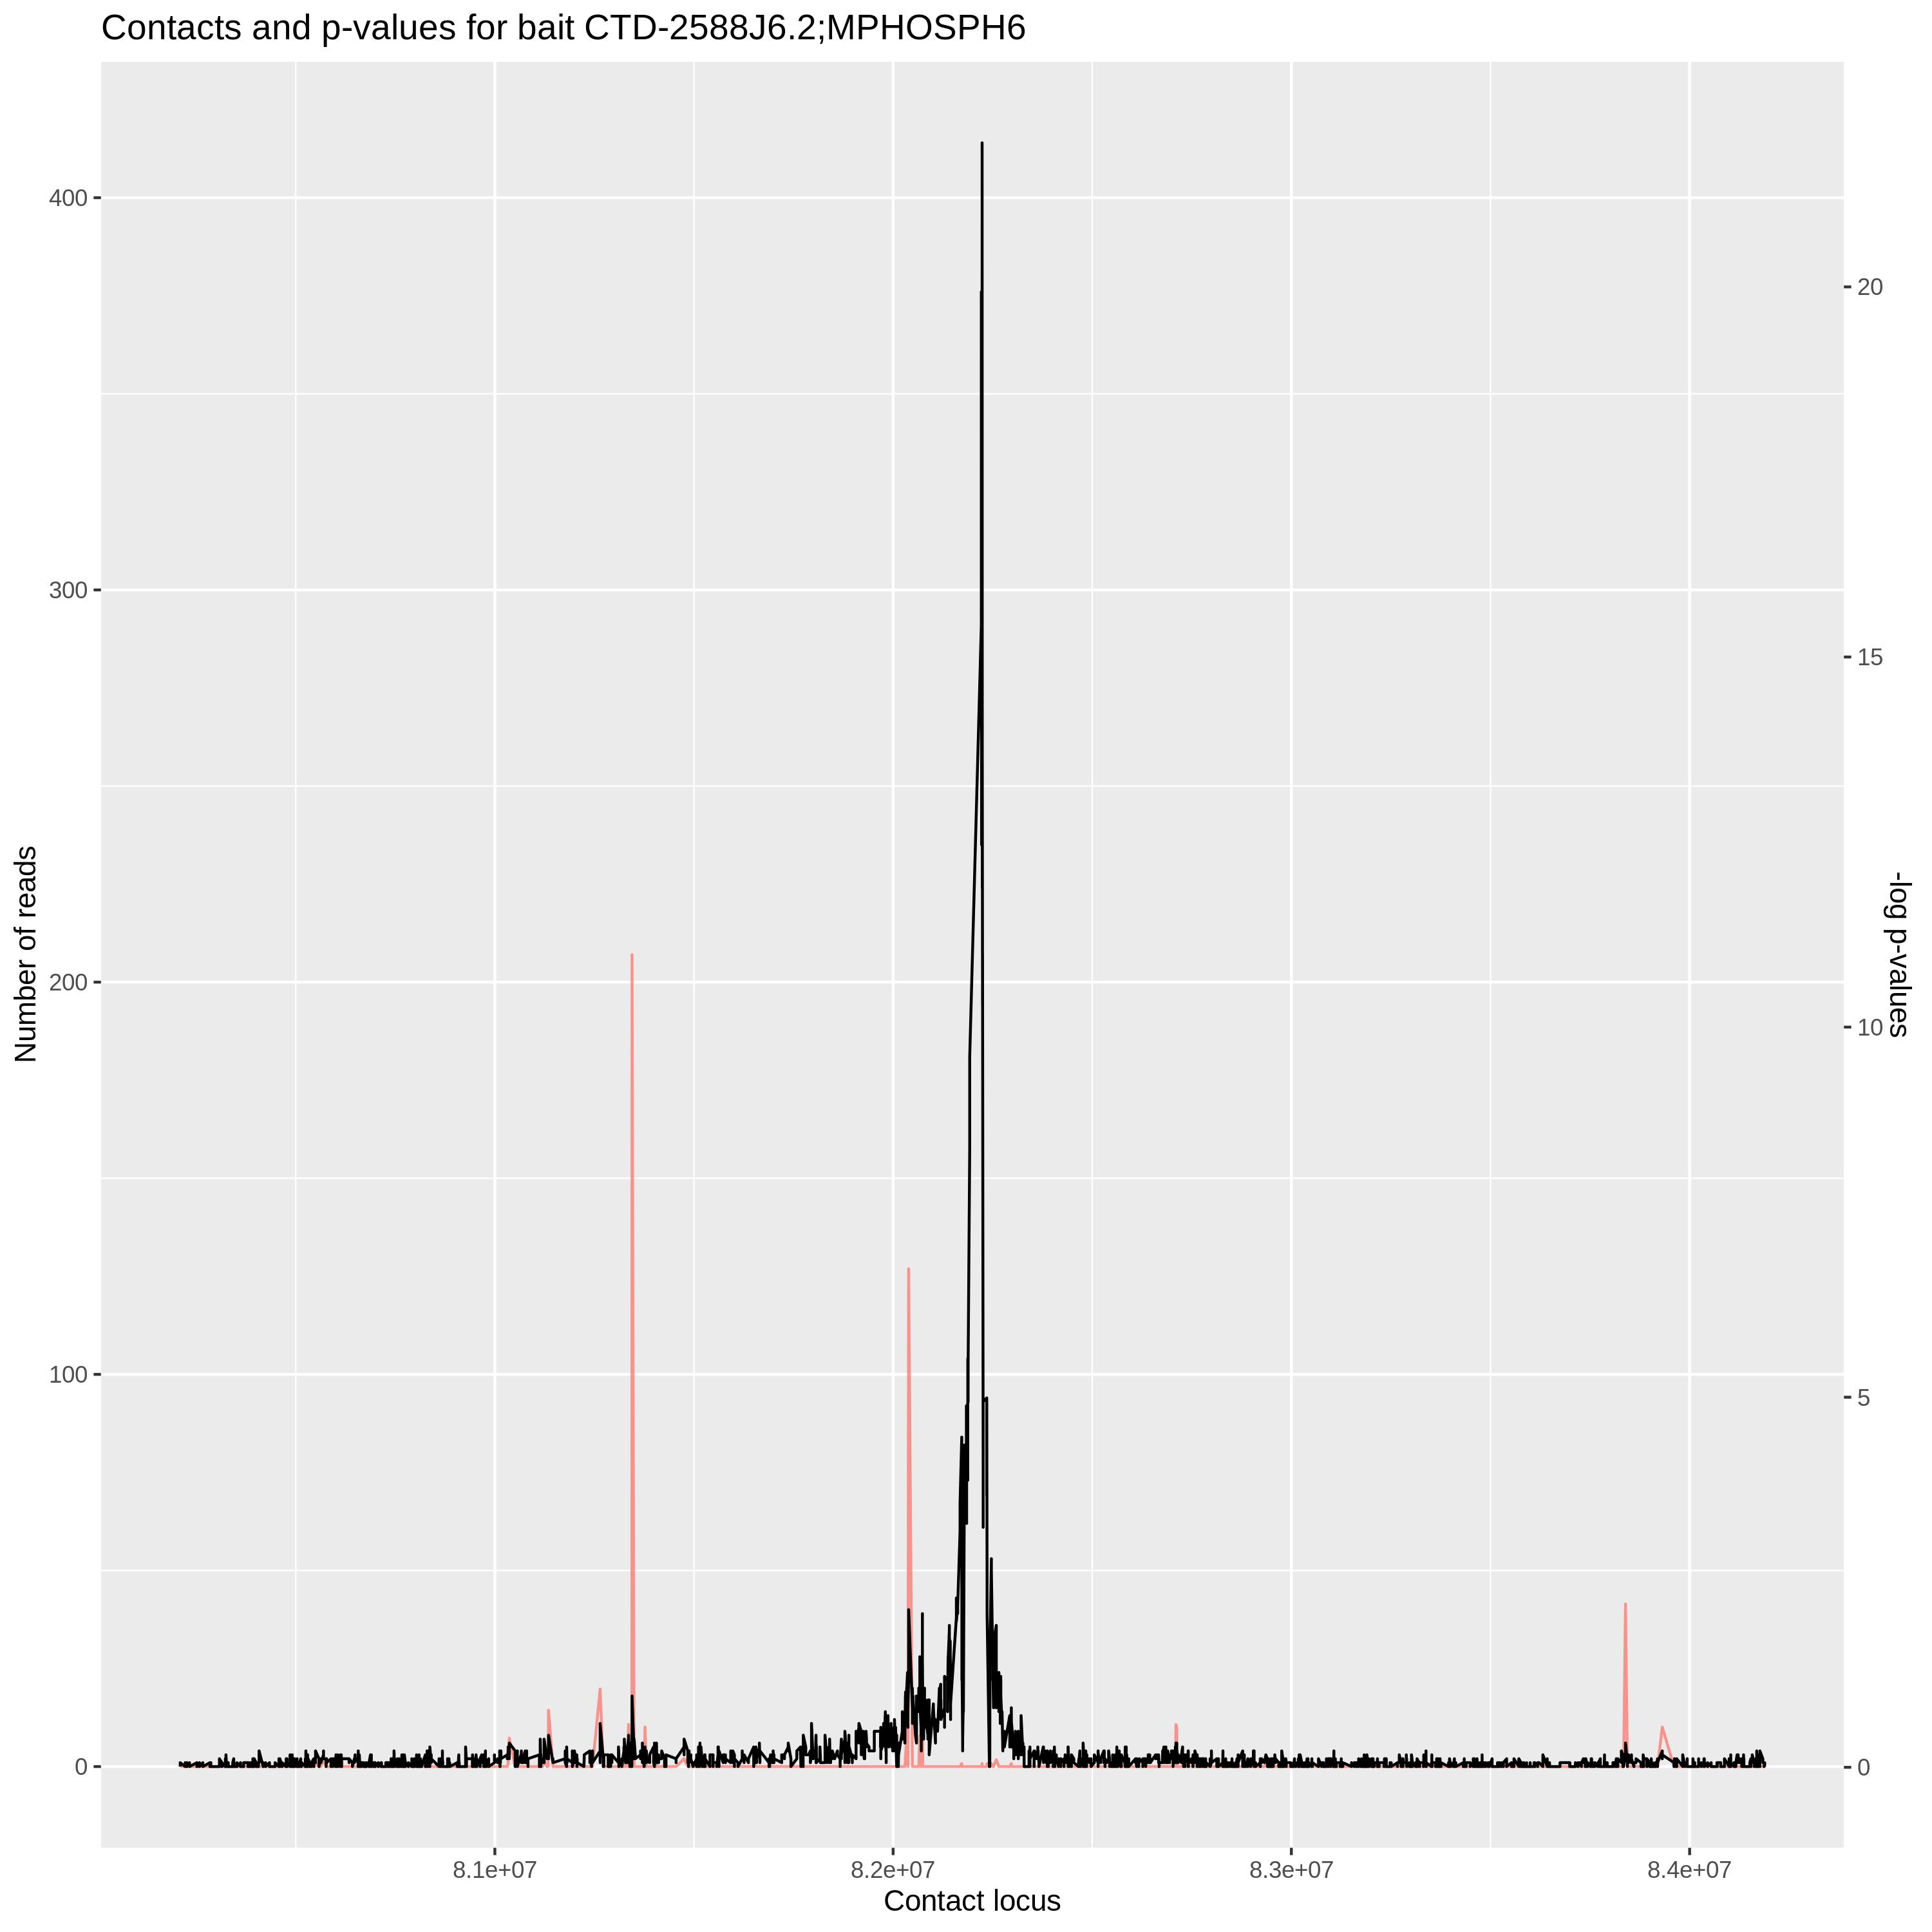 Contacts and p-values for bait CTD-2588J6.2;MPHOSPH6
400
300
200
100
0
Number of reads
20
15
10
5
0
-log p-values
8.1e+07
8.2e+07
8.3e+07
8.4e+07
Contact locus